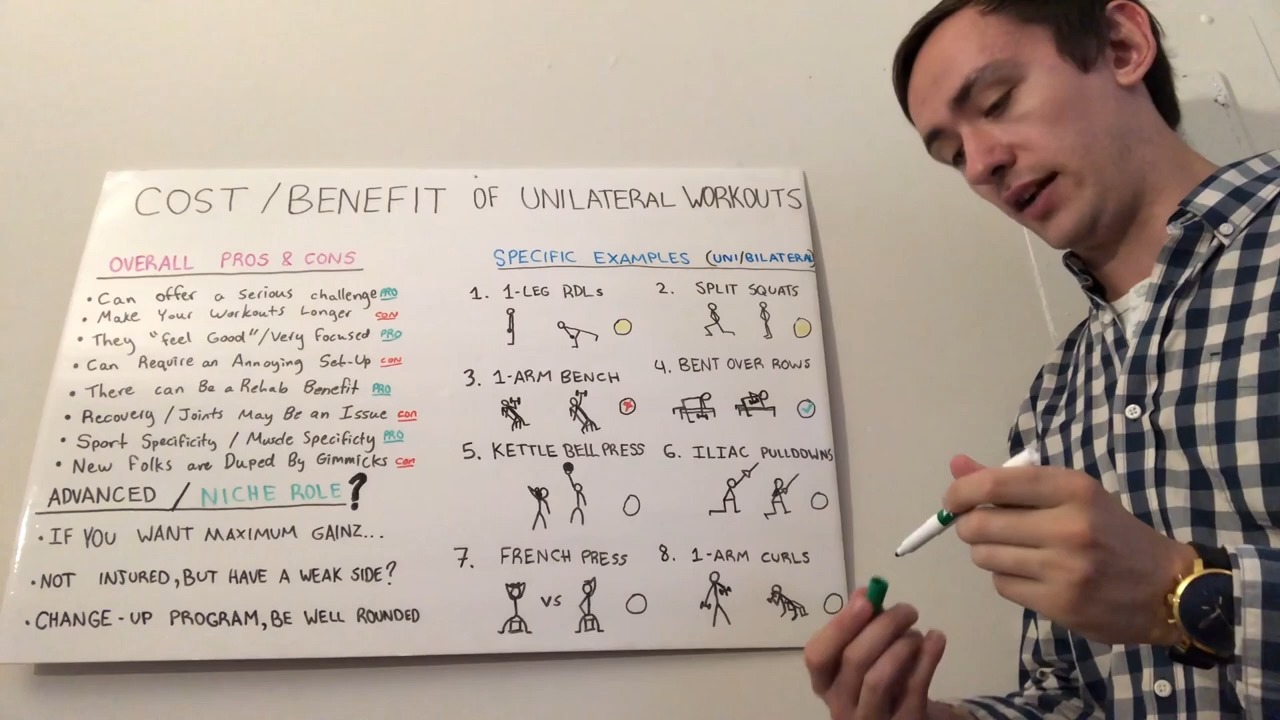 COST/BENEFIT OF UNILATERAL WORKOUTS
OVERALL PROS & CONS
• Can offer a serious challenge PRO
• Make Your Workouts Longer CON
• They "feel Good"/Very Focused PRO
• Can Require an Annoying Set-Up CON
• There can Be a Rehab Benefit PRO
• Recovery / Joints May Be an Issue CON
• Sport Specificity / Muscle Specificty PRO
• New Folks are Duped By Gimmicks CON
ADVANCED / NICHE ROLE?
• IF YOU WANT MAXIMUM GAINZ...
• NOT INJURED, BUT HAVE A WEAK SIDE?
• CHANGE-UP PROGRAM, BE WELL ROUNDED
SPECIFIC EXAMPLES (UNI/BILATERAL)
1. 1-LEG RDLs
2. SPLIT SQUATS
3. 1-ARM BENCH
4. BENT OVER ROWS
5. KETTLE BELL PRESS
6. ILIAC PULLDOWNS
7. FRENCH PRESS
VS
8. 1-ARM CURLS